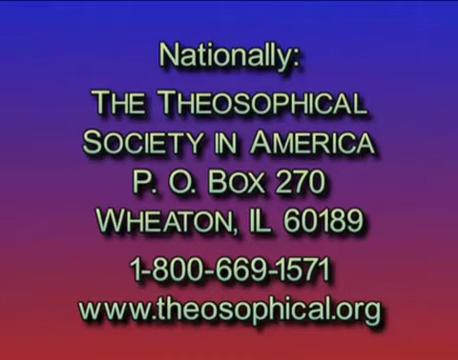 Nationally:
THE THEOSOPHICAL
SOCIETY IN AMERICA
P. O. BOX 270
WHEATON, IL 60189
1-800-669-1571
www.theosophical.org